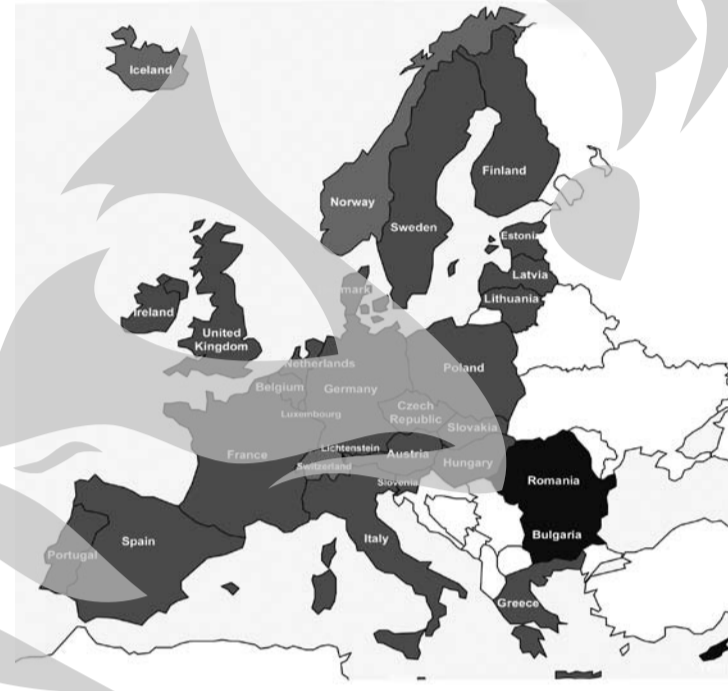 Iceland
Finland
Norway
Sweden
Estonia
Latvia
Lithuania
mark
Ireland
United
Kingdom
Netherlands
Poland
Belgium
Germany
Luxembourg
Czech
Republic
Slovakia
France
Lichtenstein
Austria
Switzerland
Hungary
Slovenia
Romania
Bulgaria
Spain
Italy
Portugal
Greece